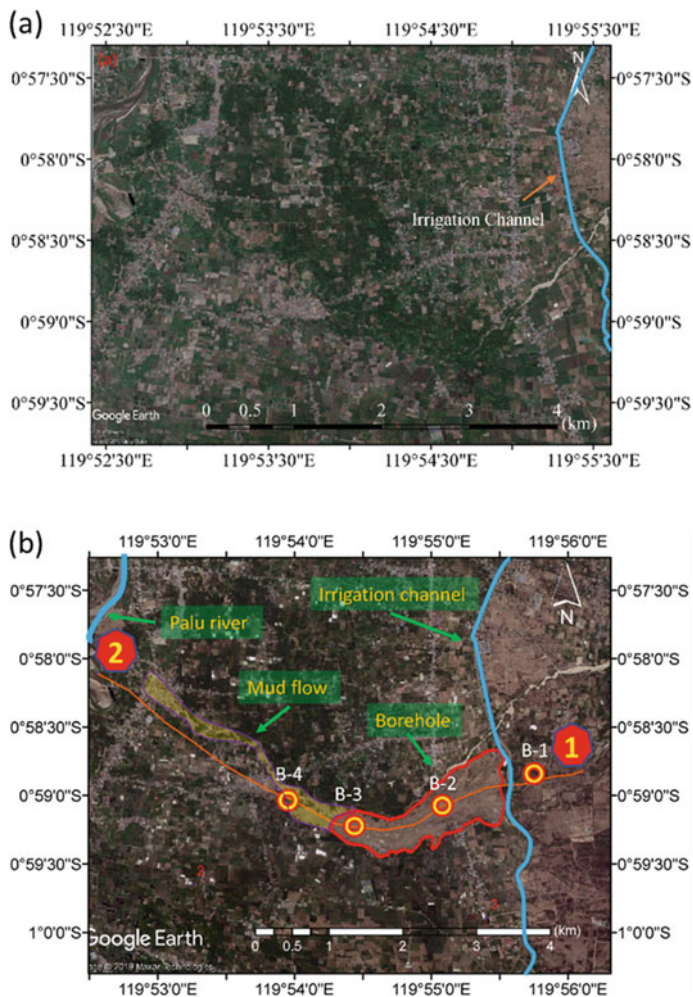 (a)
119°52'30"E 119°53'30"E 119°54'30"E 119°55'30"E
(a)
N
0°57'30"S 0°57'30"S
0°58'0"S 0°58'0"S
Irrigation Channel
0°58'30"S 0°58'30"S
0°59'0"S 0°59'0"S
0°59'30"S 0°59'30"S
Google Earth
0 0.5 1 2 3 4
(km)
119°52'30"E 119°53'30"E 119°54'30"E 119°55'30"E
(b)
119°53'0"E 119°54'0"E 119°55'0"E 119°56'0"E
0°57'30"S 0°57'30"S
Irrigation channel
N
Palu river
0°58'0"S 0°58'0"S
2
Mud flow
0°58'30"S 0°58'30"S
Borehole
B-1
1
B-4
B-2
B-3
0°59'0"S 0°59'0"S
0°59'30"S 0°59'30"S
2
1°0'0"S 1°0'0"S
(km)
Google Earth
0 0.5 1 2 3 4
2019 Maxar Technologies
119°53'0"E 119°54'0"E 119°55'0"E 119°56'0"E